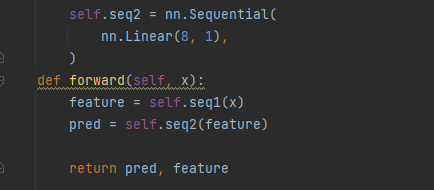 self.seq2 = nn.Sequential(
nn.Linear(8, 1),
)
def forward(self, x):
feature = self.seq1(x)
pred = self.seq2(feature)
return pred, feature